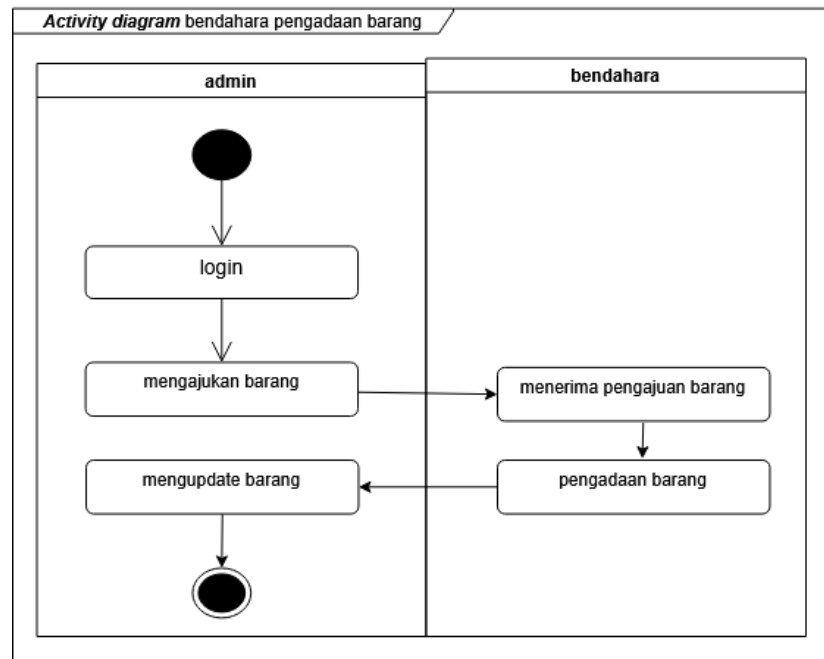 Activity diagram bendahara pengadaan barang
admin
bendahara
login
mengajukan barang
menerima pengajuan barang
mengupdate barang
pengadaan barang